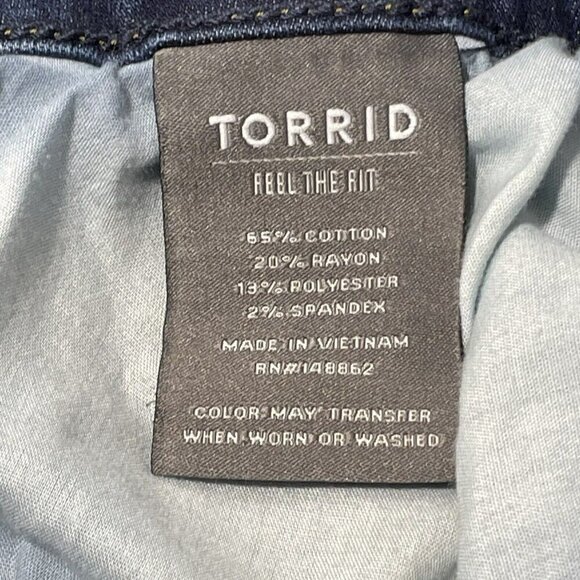 TORRID
FEEL THE FIT
65% COTTON
20% RAYON
13% POLYESTER
2% SPANDEX
MADE IN VIETNAM
RN#148862
COLOR MAY TRANSFER
WHEN WORN OR WASHED